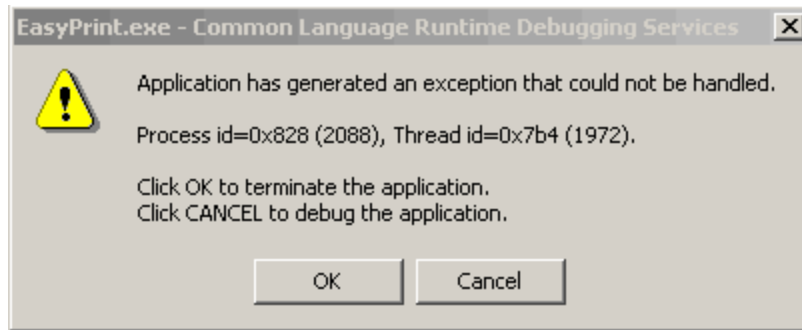 EasyPrint.exe - Common Language Runtime Debugging Services
Application has generated an exception that could not be handled.
Process id=0x828 (2088), Thread id=0x7b4 (1972).
Click OK to terminate the application.
Click CANCEL to debug the application.
OK
Cancel